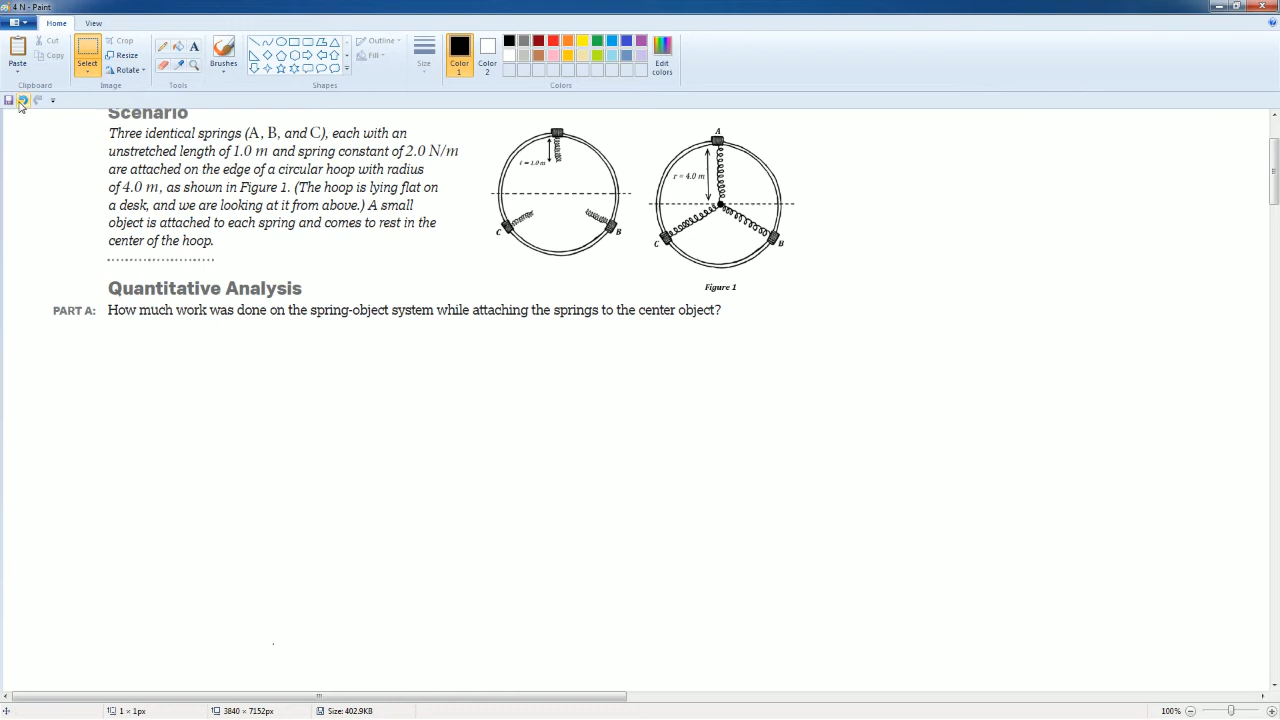 4 N - Paint
Home
View
Paste
Cut
Copy
Clipboard
Select
Crop
Resize
Rotate
Image
A
Tools
Brushes
Outline
Fill
Shapes
Size
Color
1
Color
2
Edit
colors
Colors
Scenario
Three identical springs (A, B, and C), each with an
unstretched length of 1.0 m and spring constant of 2.0 N/m
are attached on the edge of a circular hoop with radius
of 4.0 m, as shown in Figure 1. (The hoop is lying flat on
a desk, and we are looking at it from above.) A small
object is attached to each spring and comes to rest in the
center of the hoop.
C
B
A
r = 4.0 m
C
B
Figure 1
Quantitative Analysis
PART A: How much work was done on the spring-object system while attaching the springs to the center object?
1 × 1px
3840 × 7152px
Size: 402.9KB
100%